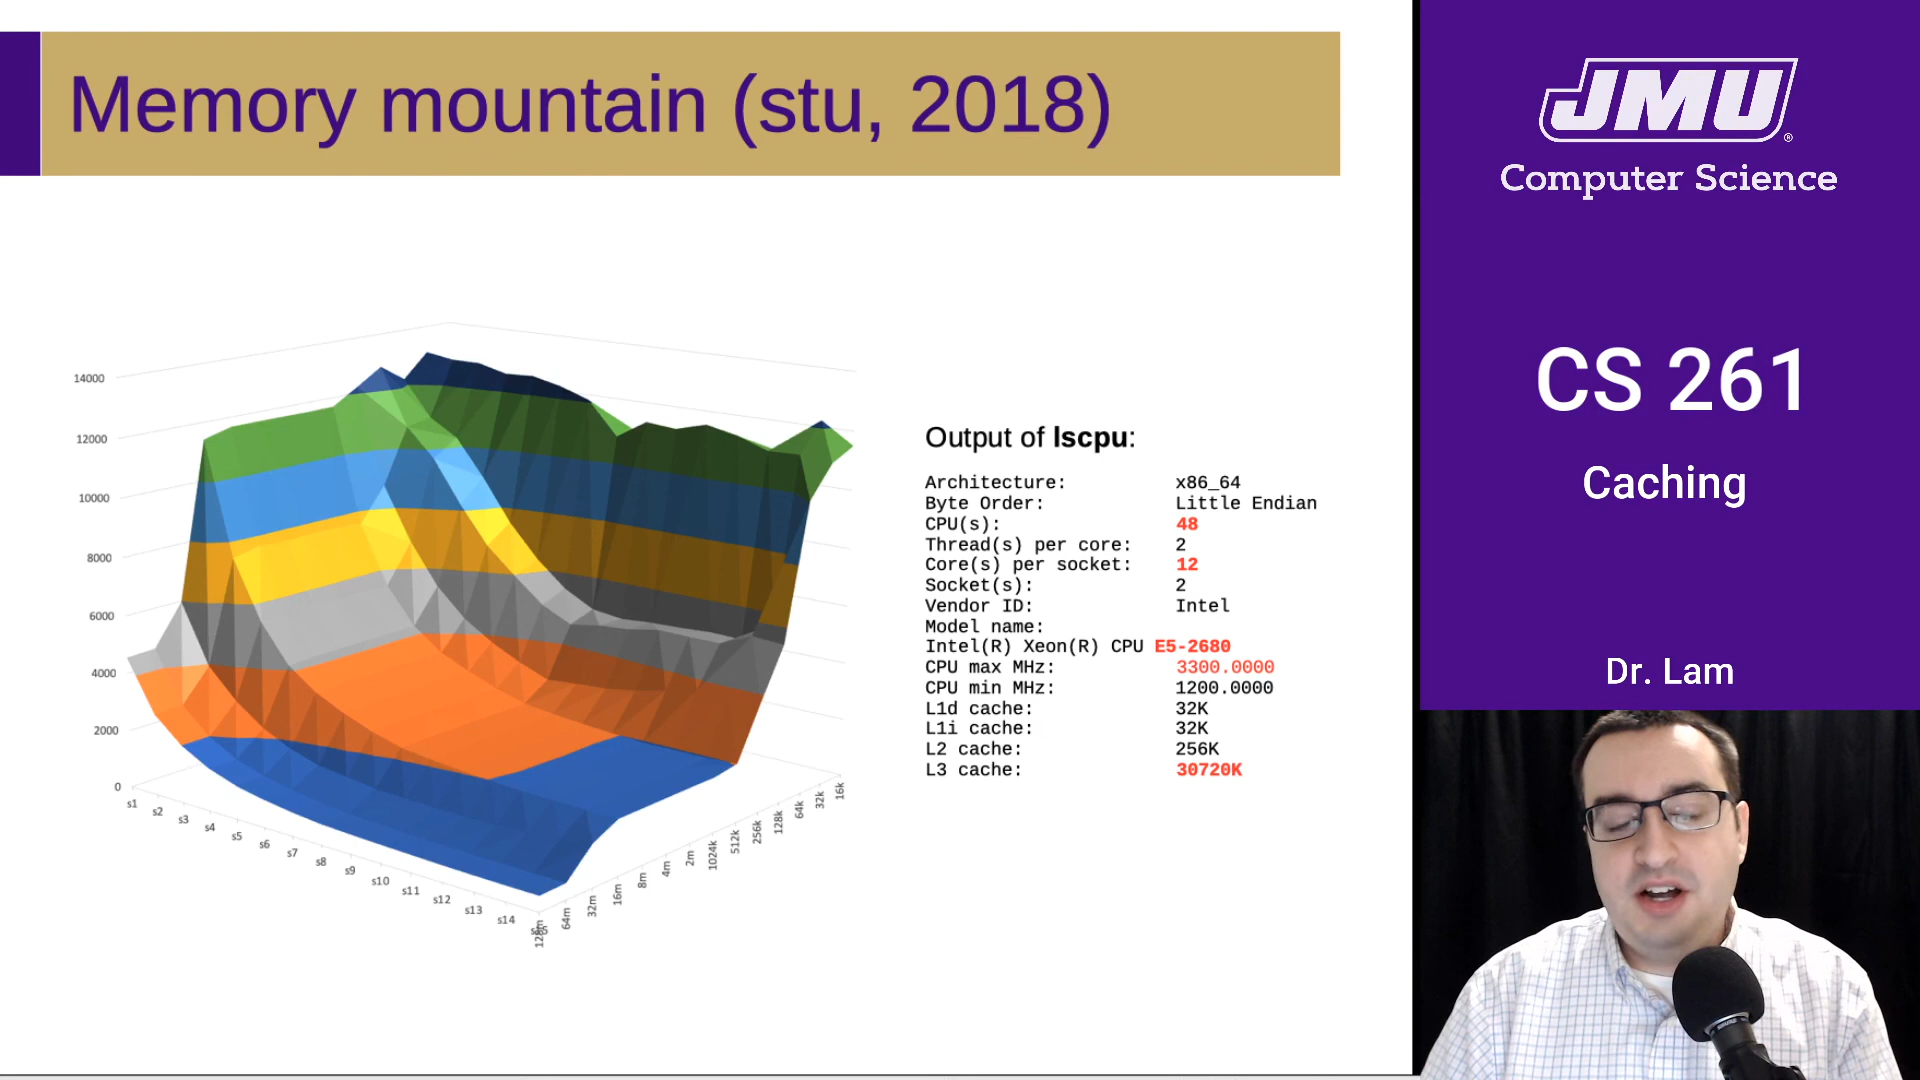 Memory mountain (stu, 2018)
14000
12000
10000
8000
6000
4000
2000
0
s1
s2
s3
s4
s5
s6
s7
s8
s9
s10
s11
s12
s13
s14
128m
64m
32m
16m
8m
4m
2m
1024k
512k
256k
128k
64k
32k
16k
Output of lscpu:
Architecture: x86_64
Byte Order: Little Endian
CPU(s): 48
Thread(s) per core: 2
Core(s) per socket: 12
Socket(s): 2
Vendor ID: Intel
Model name:
Intel(R) Xeon(R) CPU E5-2680
CPU max MHz: 3300.0000
CPU min MHz: 1200.0000
L1d cache: 32K
L1i cache: 32K
L2 cache: 256K
L3 cache: 30720K
JMU®
Computer Science
CS 261
Caching
Dr. Lam